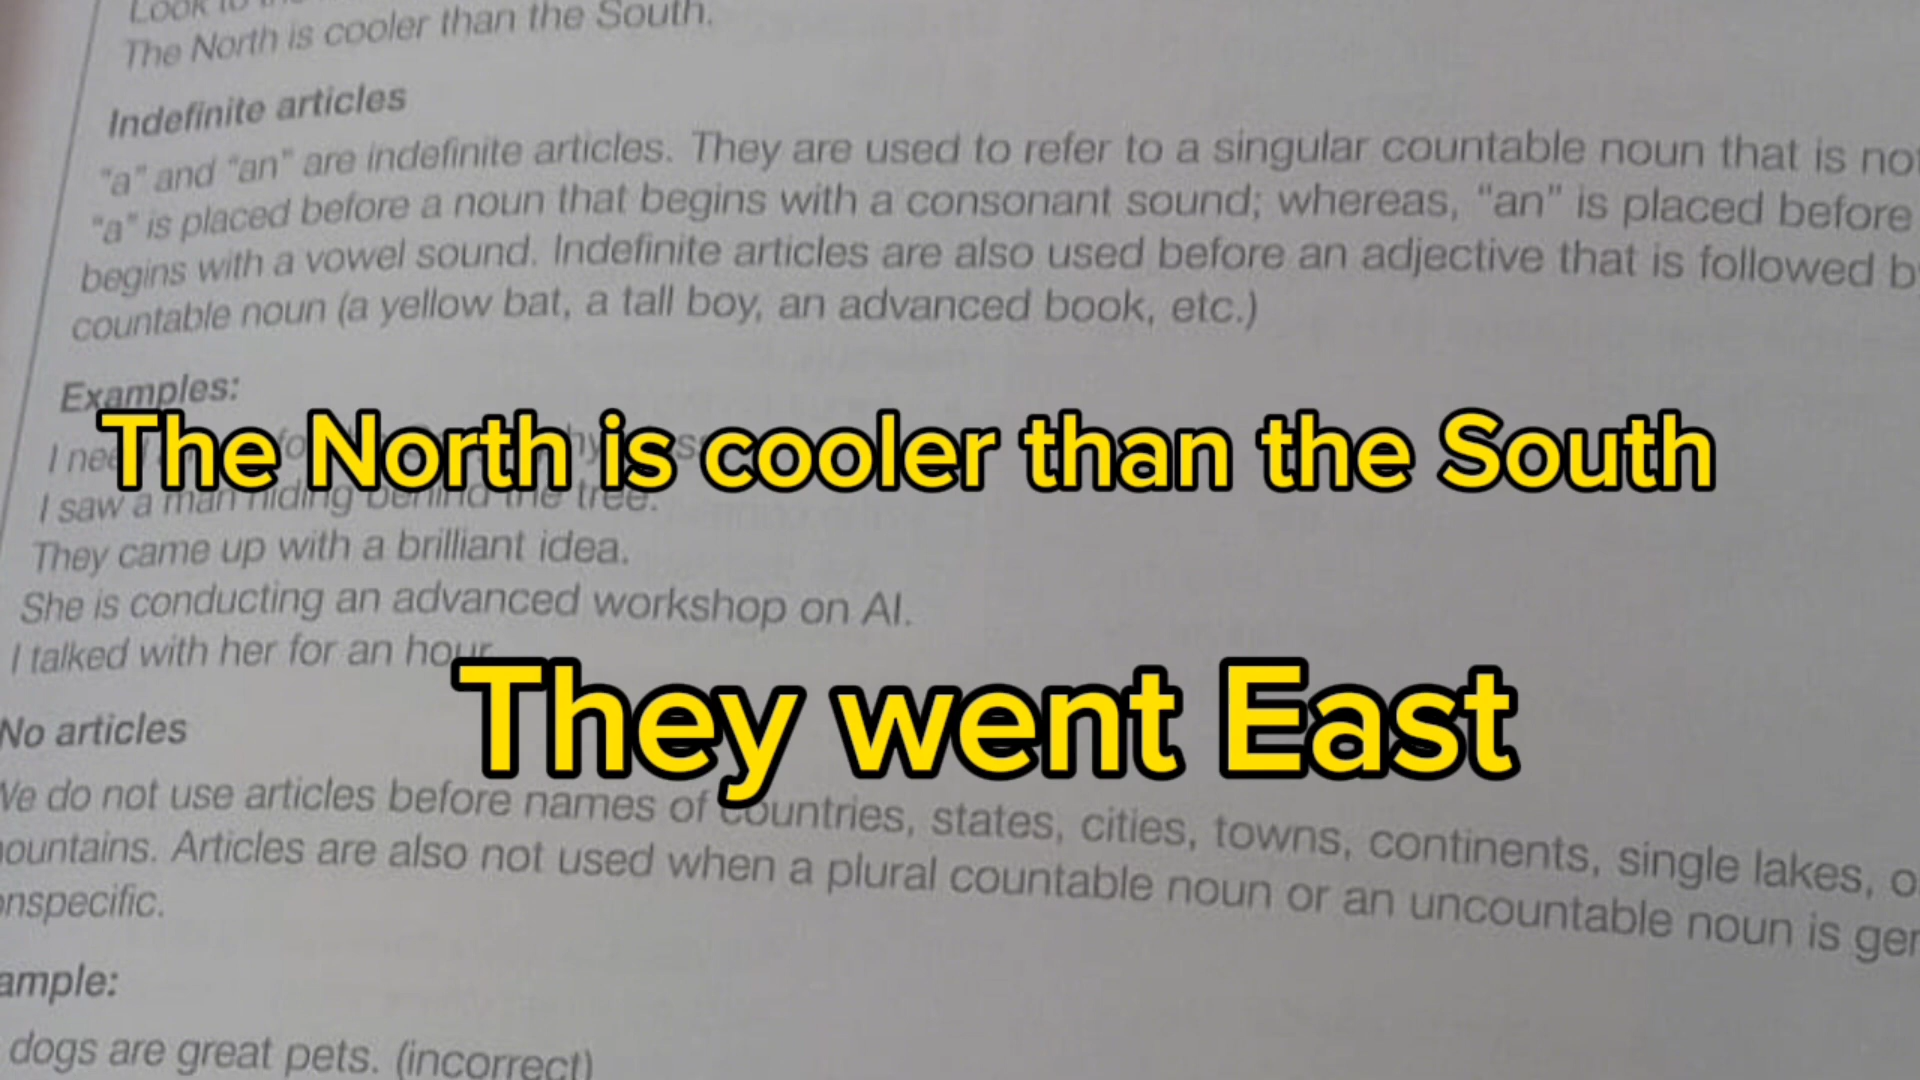 Look to the
The North is cooler than the South.
Indefinite articles
"a" and "an" are indefinite articles. They are used to refer to a singular countable noun that is not
"a" is placed before a noun that begins with a consonant sound; whereas, "an" is placed before
begins with a vowel sound. Indefinite articles are also used before an adjective that is followed b
countable noun (a yellow bat, a tall boy, an advanced book, etc.)
Examples:
I need
The North is cooler than the South
I saw a man hiding behind the tree.
They came up with a brilliant idea.
She is conducting an advanced workshop on AI.
I talked with her for an hour
They went East
No articles
We do not use articles before names of countries, states, cities, towns, continents, single lakes, o
ountains. Articles are also not used when a plural countable noun or an uncountable noun is ger
onspecific.
ample:
dogs are great pets. (incorrect)